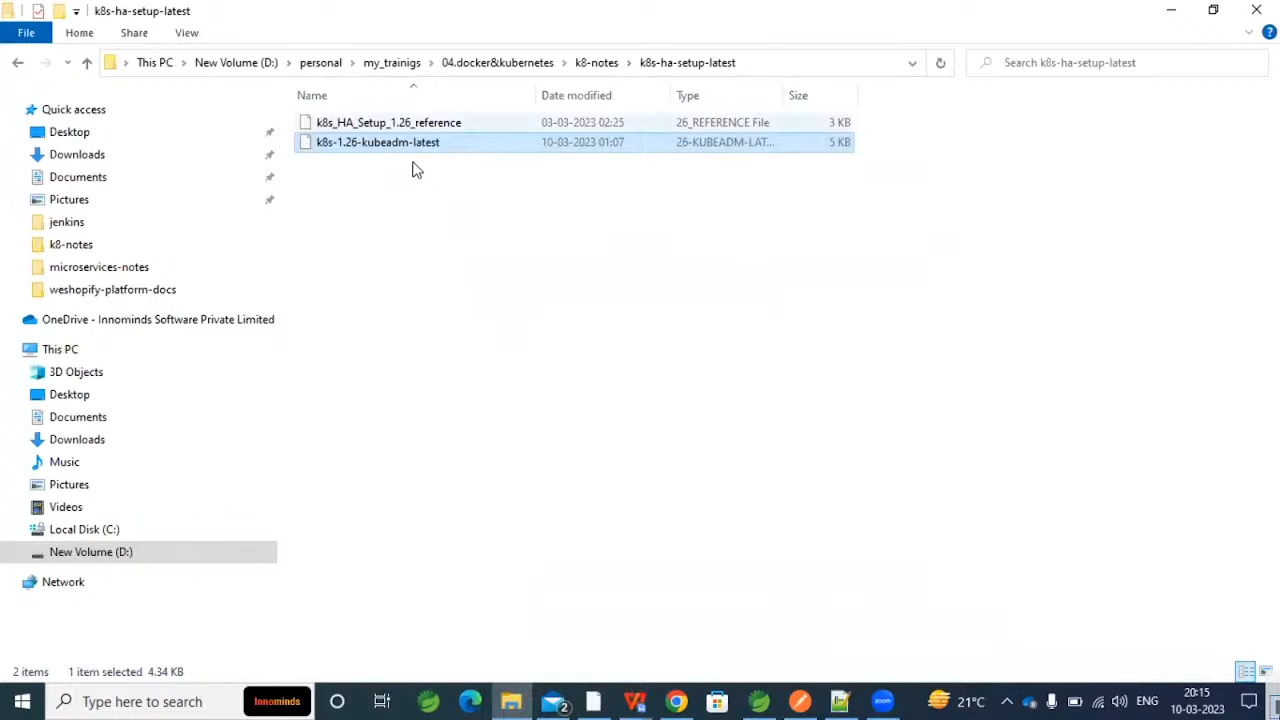 k8s-ha-setup-latest
File Home Share View
This PC New Volume (D:) personal my_trainigs 04.docker&kubernetes k8-notes k8s-ha-setup-latest
Search k8s-ha-setup-latest
Name Date modified Type Size
k8s_HA_Setup_1.26_reference 03-03-2023 02:25 26_REFERENCE File 3 KB
k8s-1.26-kubeadm-latest 10-03-2023 01:07 26-KUBEADM-LAT... 5 KB
Quick access
Desktop
Downloads
Documents
Pictures
jenkins
k8-notes
microservices-notes
weshopify-platform-docs
OneDrive - Innominds Software Private Limited
This PC
3D Objects
Desktop
Documents
Downloads
Music
Pictures
Videos
Local Disk (C:)
New Volume (D:)
Network
2 items 1 item selected 4.34 KB
Type here to search
Innominds
2
21°C
ENG
20:15
10-03-2023